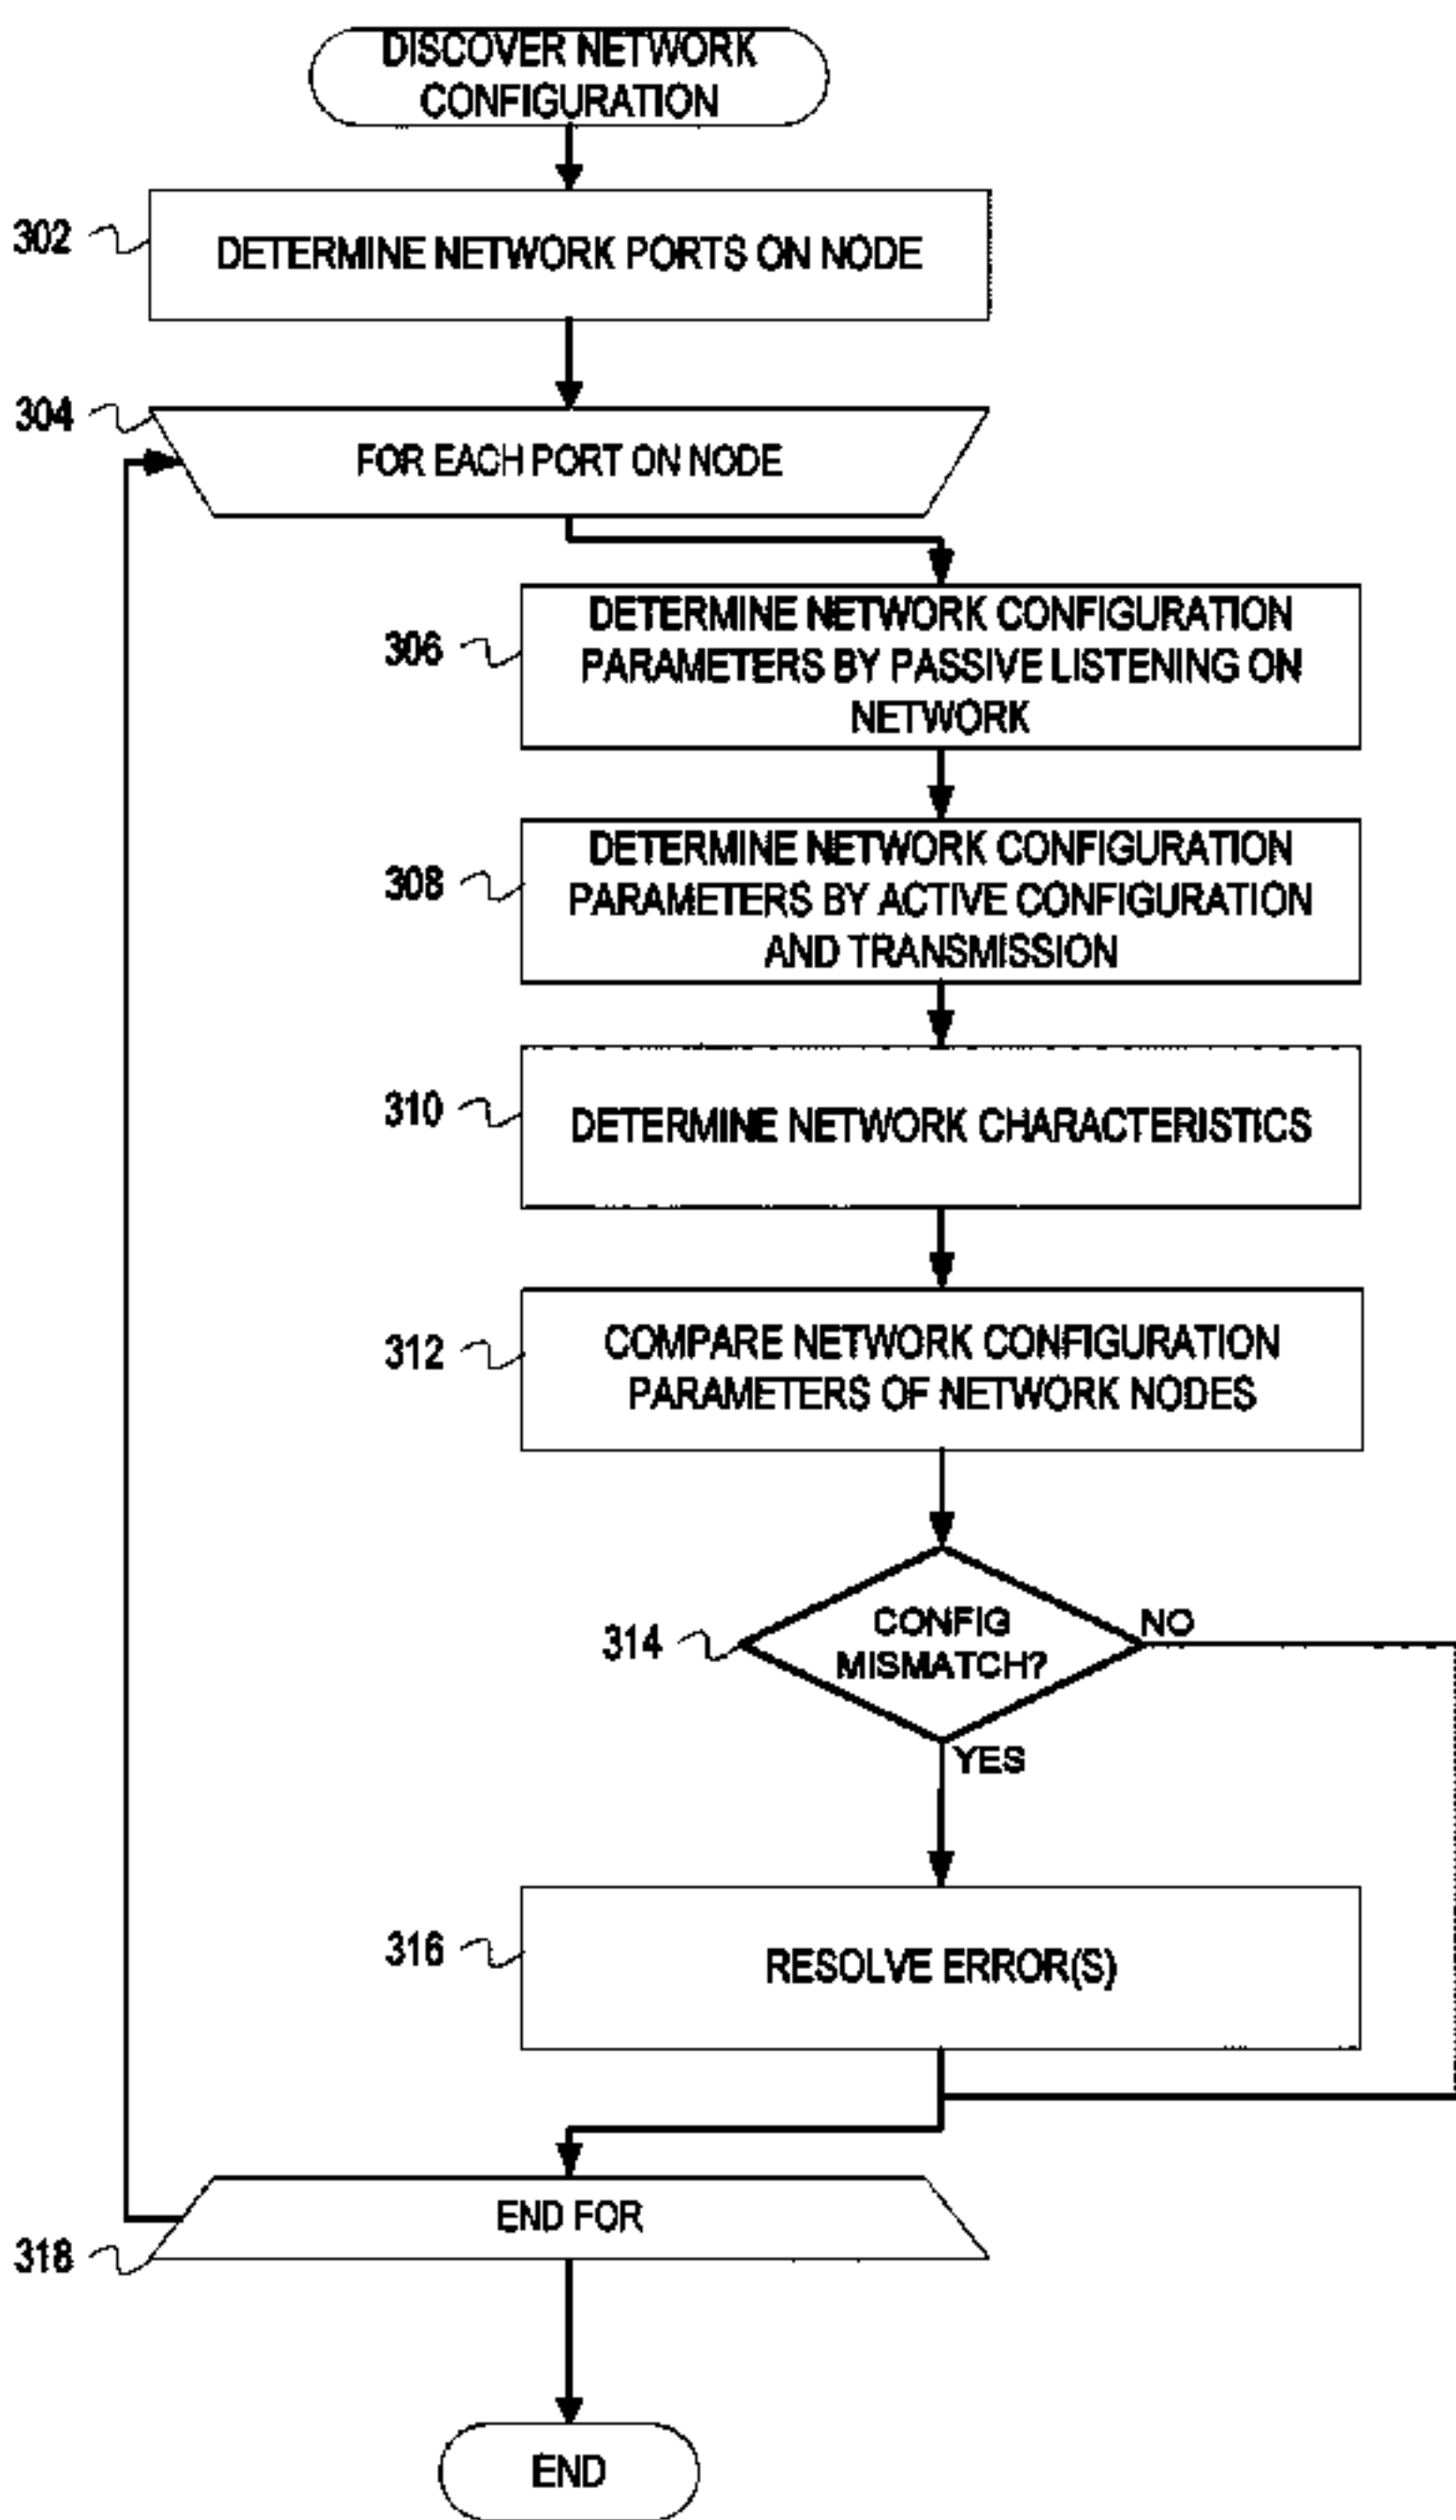 DISCOVER NETWORK
CONFIGURATION
302
DETERMINE NETWORK PORTS ON NODE
304
FOR EACH PORT ON NODE
306
DETERMINE NETWORK CONFIGURATION
PARAMETERS BY PASSIVE LISTENING ON
NETWORK
308
DETERMINE NETWORK CONFIGURATION
PARAMETERS BY ACTIVE CONFIGURATION
AND TRANSMISSION
310
DETERMINE NETWORK CHARACTERISTICS
312
COMPARE NETWORK CONFIGURATION
PARAMETERS OF NETWORK NODES
314
CONFIG
MISMATCH?
NO
YES
316
RESOLVE ERROR(S)
END FOR
318
END